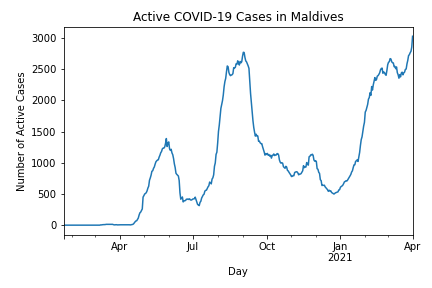 Active COVID-19 Cases in Maldives
Number of Active Cases
3000
2500
2000
1500
1000
500
0
Apr
Jul
Oct
Jan
2021
Apr
Day